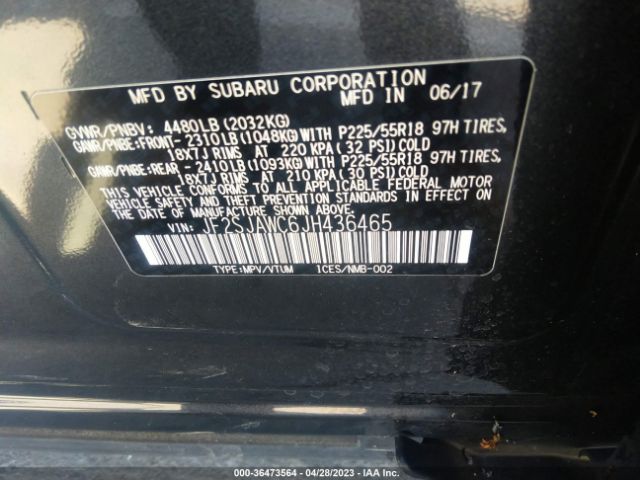 MFD BY SUBARU CORPORATION
MFD IN 06/17
GVWR/PNBV: 4480LB (2032KG)
GAWR/PNBE:FRONT- 2310LB (1048KG) WITH P225/55R18 97H TIRES,
18X7J RIMS AT 220 KPA (32 PSI) COLD
GAWR/PNBE:REAR - 2410LB (1093KG) WITH P225/55R18 97H TIRES,
18X7J RIMS AT 210 KPA (30 PSI) COLD
THIS VEHICLE CONFORMS TO ALL APPLICABLE FEDERAL MOTOR
VEHICLE SAFETY AND THEFT PREVENTION STANDARDS IN EFFECT ON
THE DATE OF MANUFACTURE SHOWN ABOVE.
VIN: JF2SJAWC6JH436465
TYPE:MPV/VTUM ICES/NMB-002
000-36473564 - 04/28/2023 - IAAI.COM